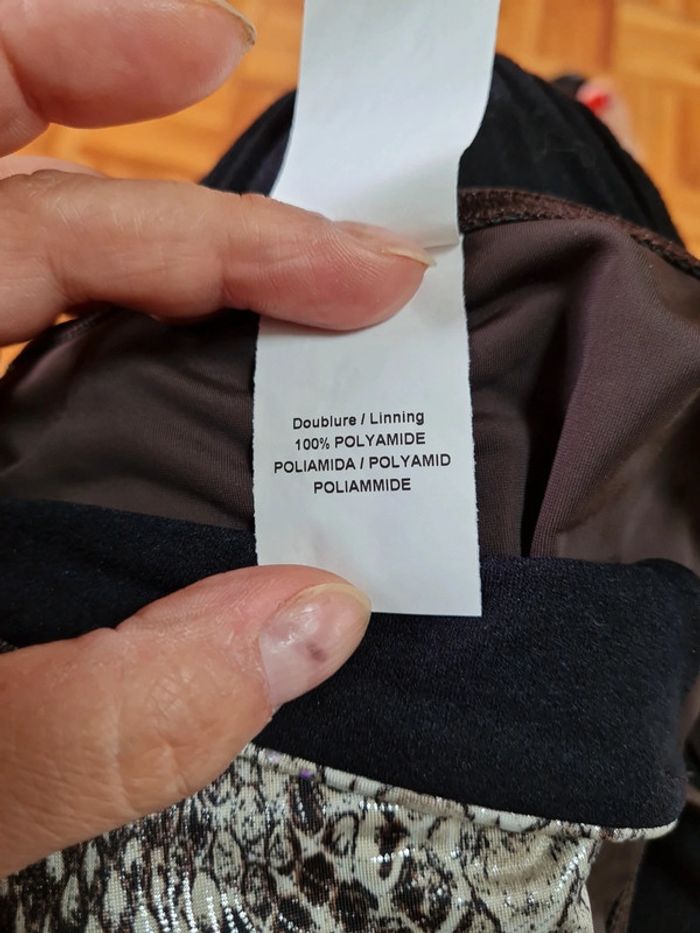 Doublure / Linning
100% POLYAMIDE
POLIAMIDA / POLYAMID
POLIAMMIDE